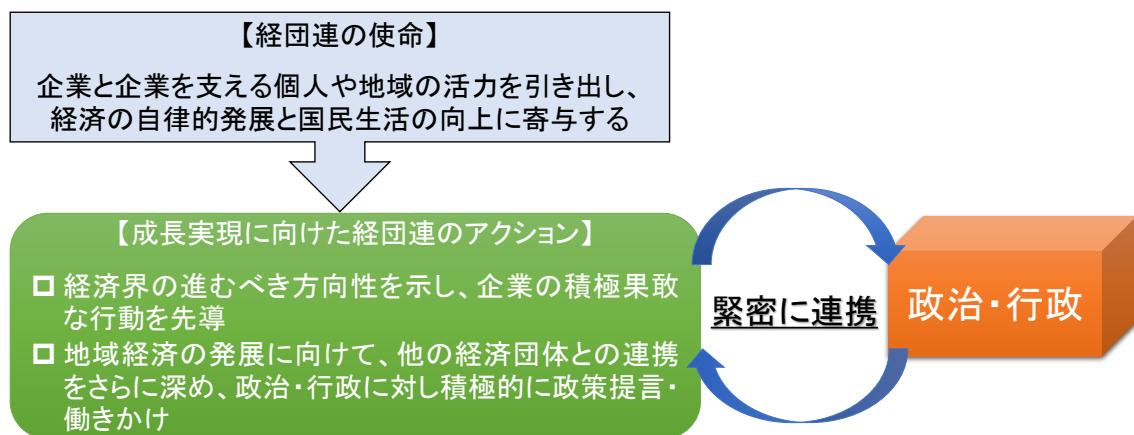 【経団連の使命】
企業と企業を支える個人や地域の活力を引き出し、
経済の自律的発展と国民生活の向上に寄与する
【成長実現に向けた経団連のアクション】
経済界の進むべき方向性を示し、企業の積極果敢
な行動を先導
地域経済の発展に向けて、他の経済団体との連携
をさらに深め、政治・行政に対し積極的に政策提言・
働きかけ
緊密に連携
政治・行政